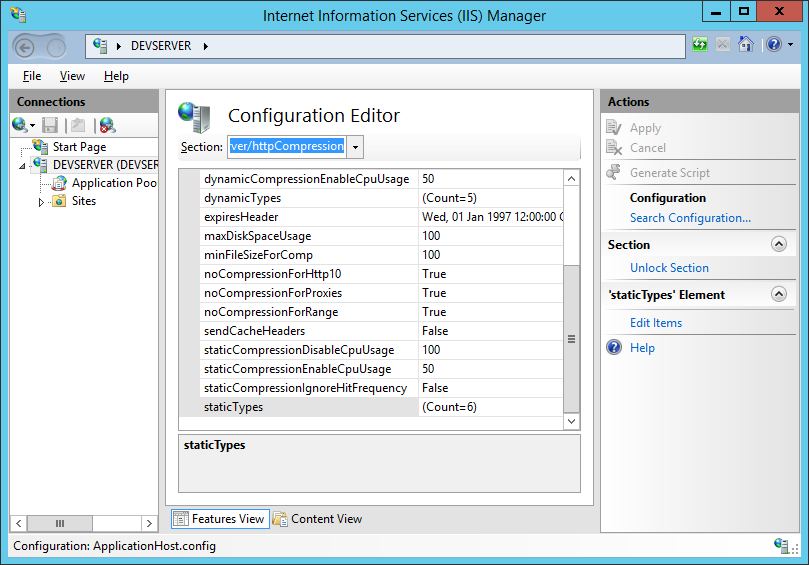 Internet Information Services (IIS) Manager
DEVSERVER
File View Help
Connections
Start Page
DEVSERVER (DEVSER
Application Poo
Sites
Configuration Editor
Section: ver/httpCompression
dynamicCompressionEnableCpuUsage 50
dynamicTypes (Count=5)
expiresHeader Wed, 01 Jan 1997 12:00:00 G
maxDiskSpaceUsage 100
minFileSizeForComp 100
noCompressionForHttp10 True
noCompressionForProxies True
noCompressionForRange True
sendCacheHeaders False
staticCompressionDisableCpuUsage 100
staticCompressionEnableCpuUsage 50
staticCompressionIgnoreHitFrequency False
staticTypes (Count=6)
staticTypes
Features View Content View
Actions
Apply
Cancel
Generate Script
Configuration
Search Configuration...
Section
Unlock Section
'staticTypes' Element
Edit Items
Help
Configuration: ApplicationHost.config